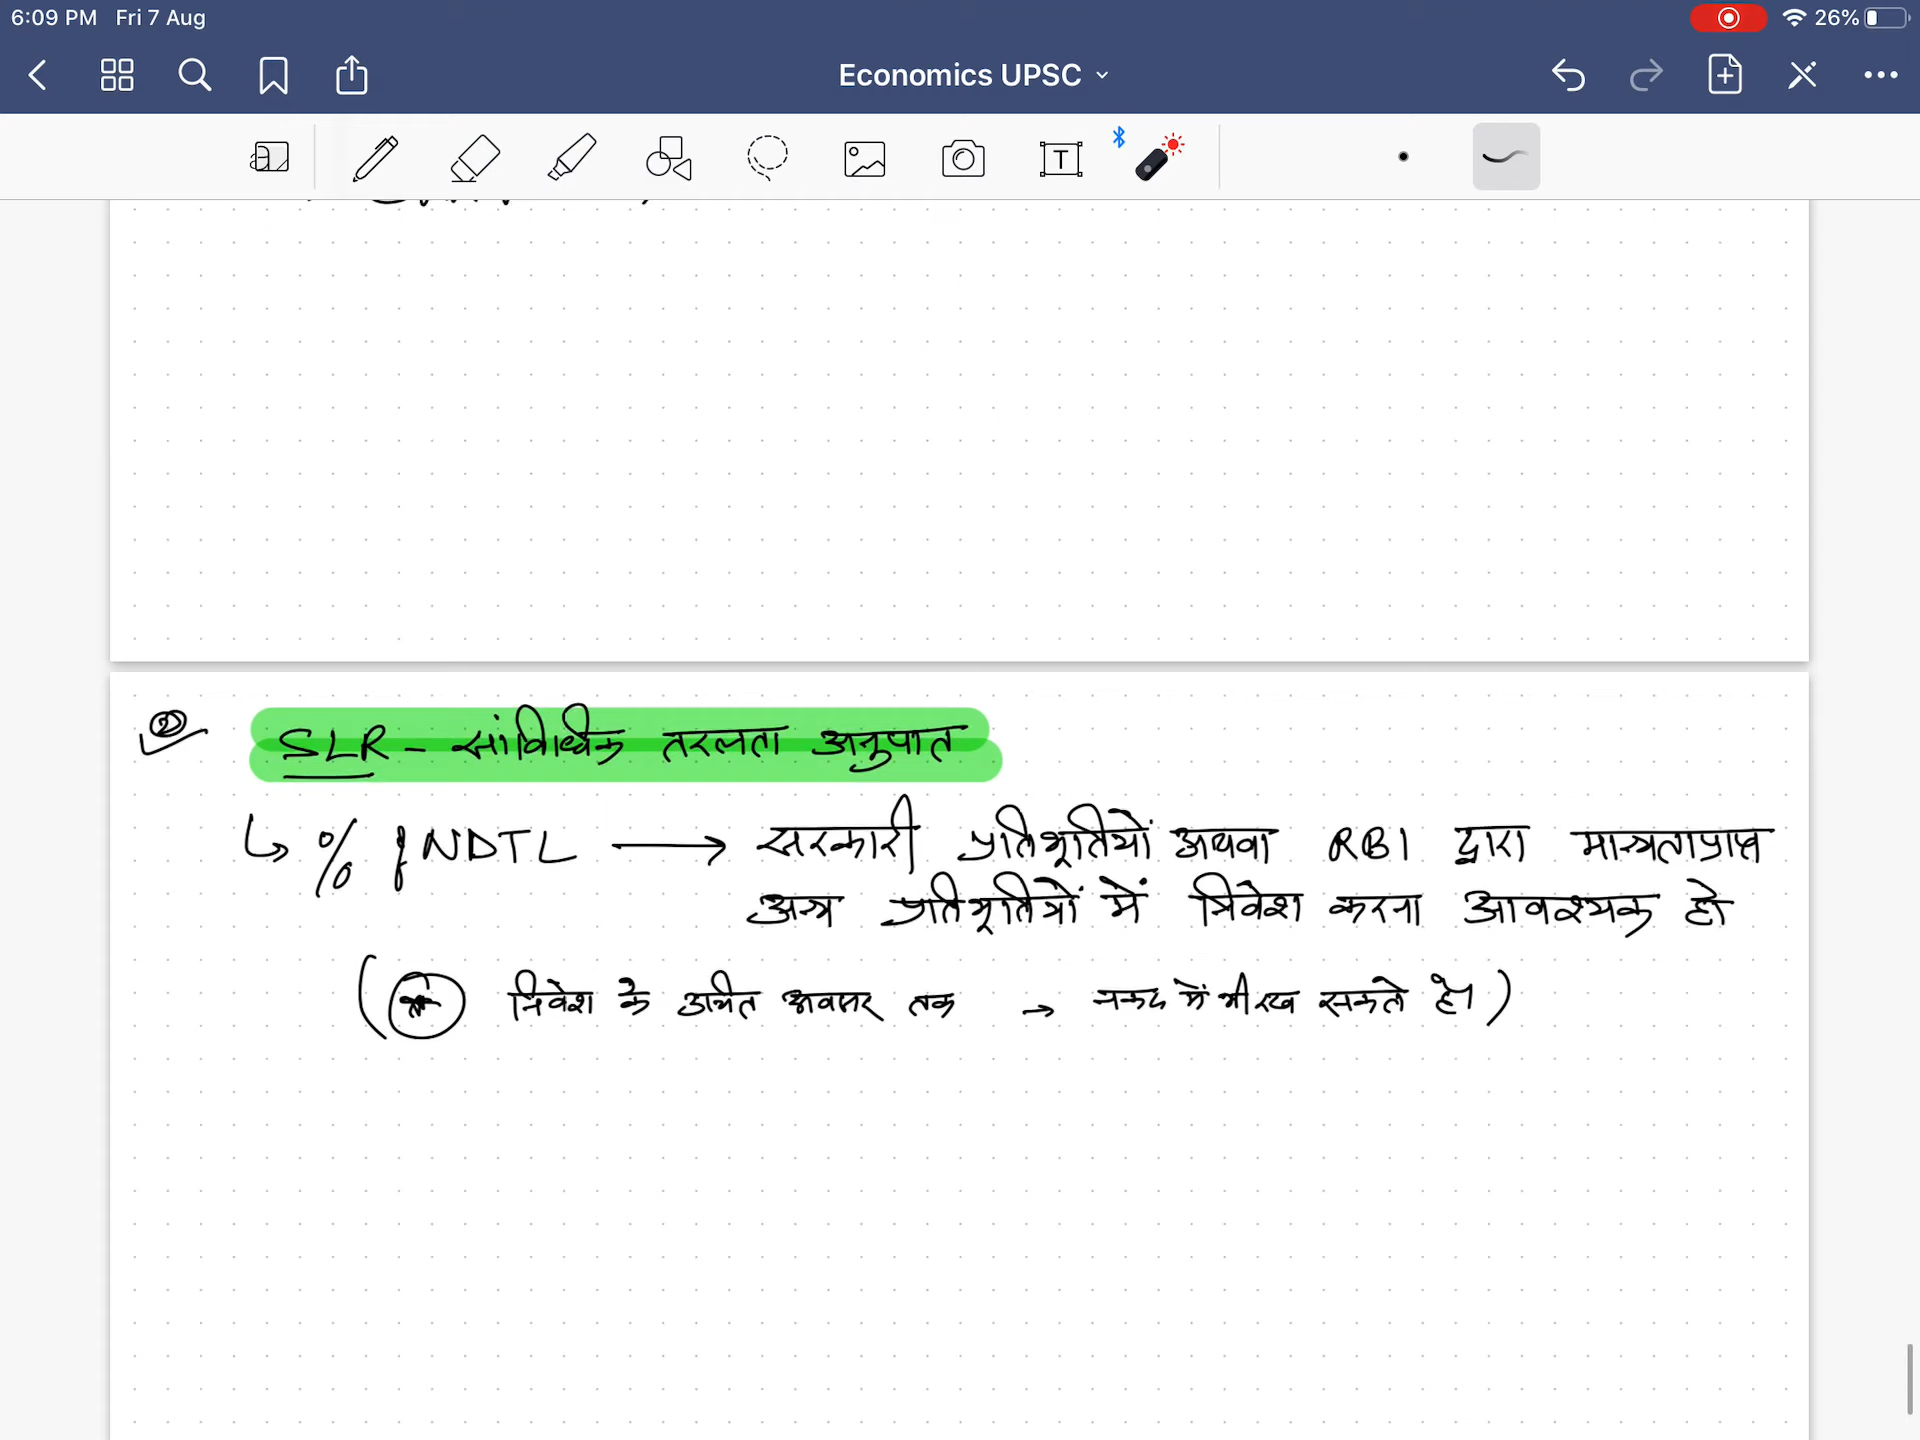 6:09 PM Fri 7 Aug 26%
Economics UPSC
② SLR - सांविधिक तरलता अनुपात
↳ % of NDTL ⟶ सरकारी प्रतिभूतियों अथवा RBI द्वारा मान्यताप्राप्त
अन्य प्रतिभूतियों में निवेश करना आवश्यक हो
( * निवेश के उचित अवसर तक → नकद में भी रख सकते है। )